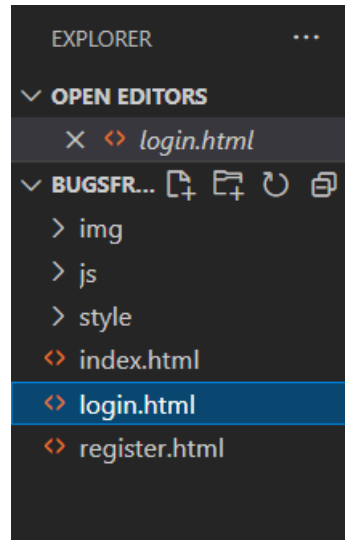 EXPLORER ...
OPEN EDITORS
login.html
BUGSFR...
img
js
style
index.html
login.html
register.html